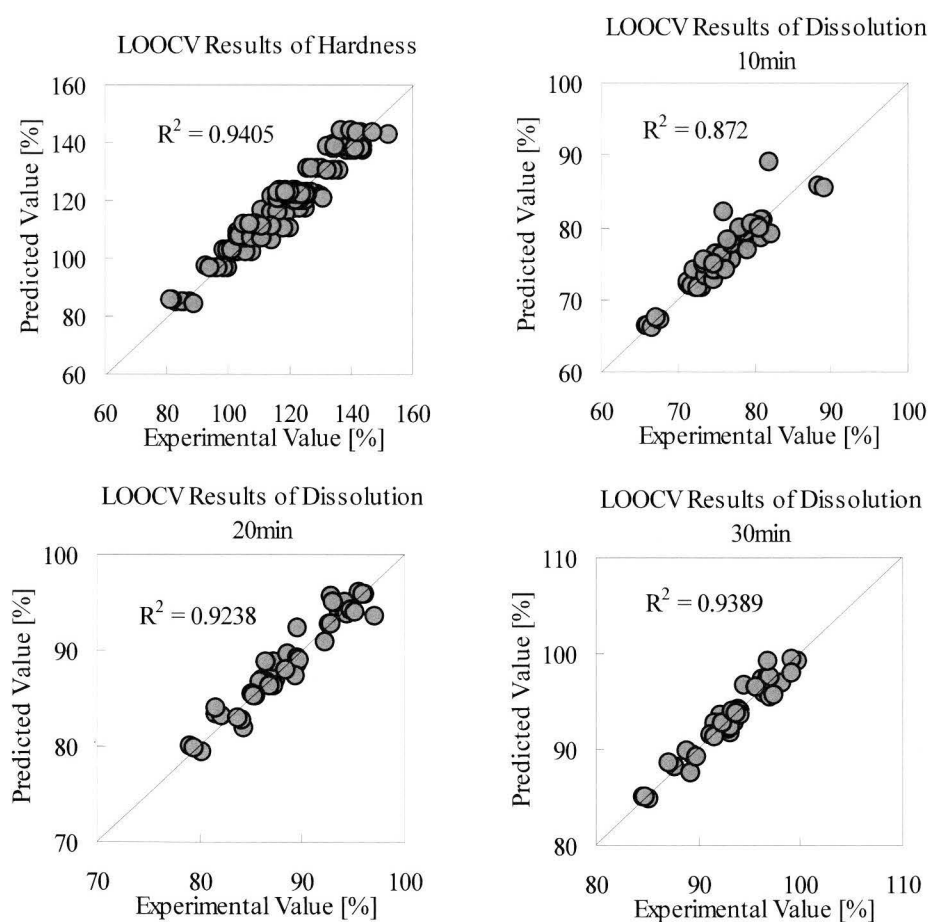 LOOCV Results of Hardness
160
140
120
100
80
60
R² = 0.9405
Predicted Value [%]
60 80 100 120 140 160
Experimental Value [%]
LOOCV Results of Dissolution
10min
100
90
80
70
60
R² = 0.872
Predicted Value [%]
60 70 80 90 100
Experimental Value [%]
LOOCV Results of Dissolution
20min
100
90
80
70
R² = 0.9238
Predicted Value [%]
70 80 90 100
Experimental Value [%]
LOOCV Results of Dissolution
30min
110
100
90
80
R² = 0.9389
Predicted Value [%]
80 90 100 110
Experimental Value [%]